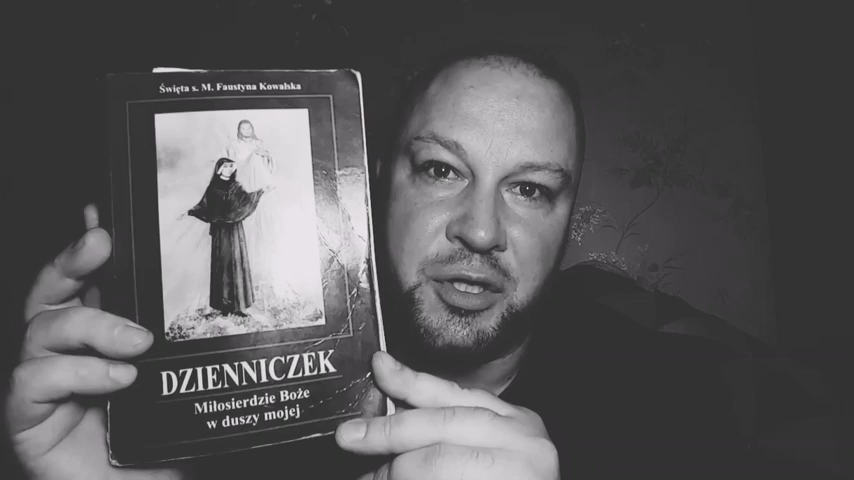 Święta s. M. Faustyna Kowalska
DZIENNICZEK
Miłosierdzie Boże
w duszy mojej